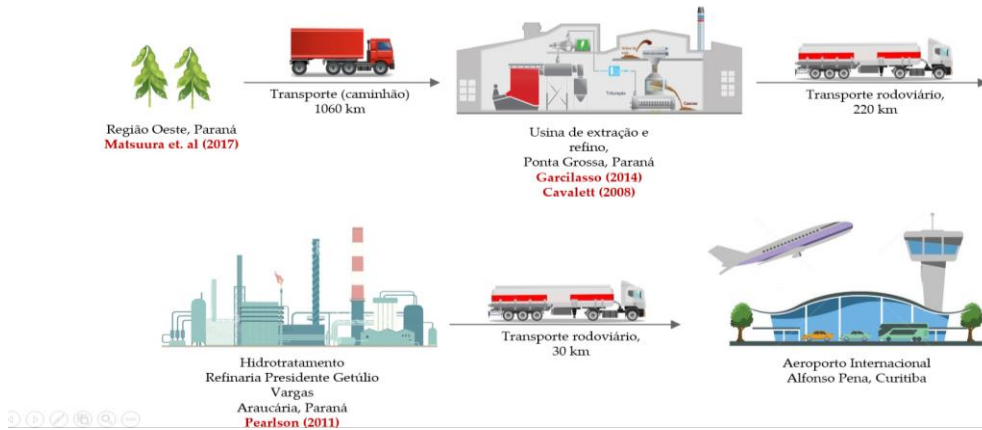 Transporte (caminhão)
1060 km
Região Oeste, Paraná
Matsuura et. al (2017)
Usina de extração e
refino,
Ponta Grossa, Paraná
Garcilasso (2014)
Cavalett (2008)
Transporte rodoviário,
220 km
Trituração
Cascas
Hidrotratamento
Refinaria Presidente Getúlio
Vargas
Araucária, Paraná
Pearlson (2011)
Transporte rodoviário,
30 km
Aeroporto Internacional
Alfonso Pena, Curitiba